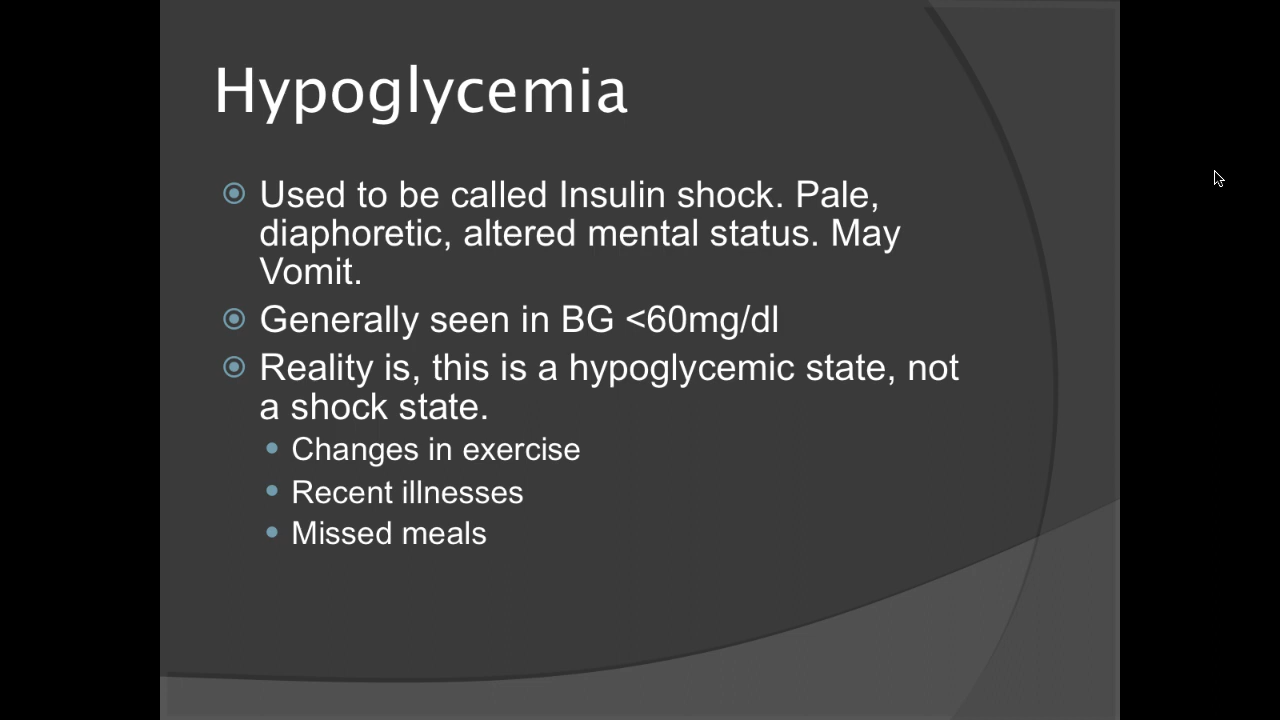 Hypoglycemia
Used to be called Insulin shock. Pale,
diaphoretic, altered mental status. May
Vomit.
Generally seen in BG <60mg/dl
Reality is, this is a hypoglycemic state, not
a shock state.
Changes in exercise
Recent illnesses
Missed meals